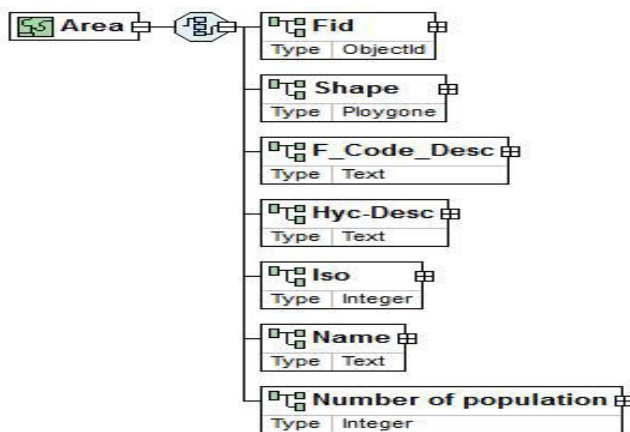 Area
Fid
Type ObjectId
Shape
Type Ploygone
F_Code_Desc
Type Text
Hyc-Desc
Type Text
Iso
Type Integer
Name
Type Text
Number of population
Type Integer